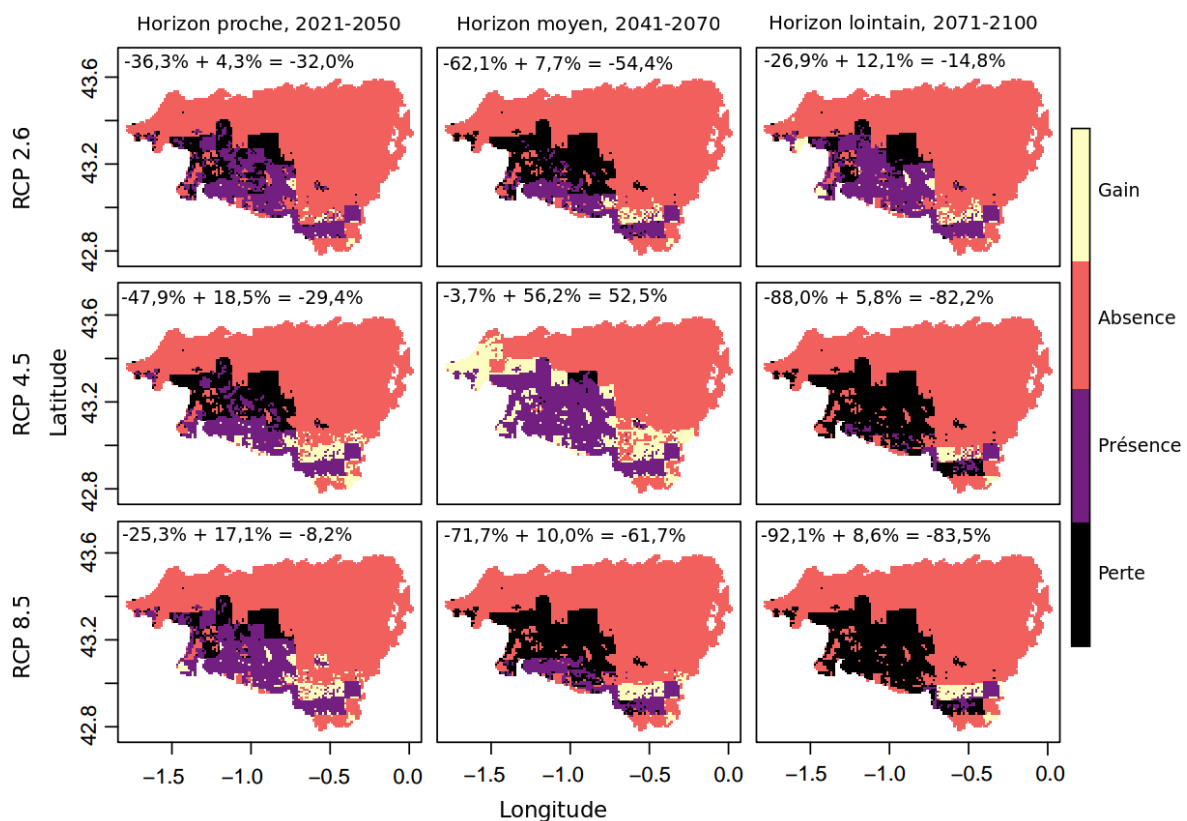 Horizon proche, 2021-2050 Horizon moyen, 2041-2070 Horizon lointain, 2071-2100
RCP 2.6
43.6
43.2
42.8
-36,3% + 4,3% = -32,0%
-62,1% + 7,7% = -54,4%
-26,9% + 12,1% = -14,8%
RCP 4.5
Latitude
43.6
43.2
42.8
-47,9% + 18,5% = -29,4%
-3,7% + 56,2% = 52,5%
-88,0% + 5,8% = -82,2%
RCP 8.5
43.6
43.2
42.8
-25,3% + 17,1% = -8,2%
-71,7% + 10,0% = -61,7%
-92,1% + 8,6% = -83,5%
−1.5 −1.0 −0.5 0.0
−1.5 −1.0 −0.5 0.0
−1.5 −1.0 −0.5 0.0
Longitude
Gain
Absence
Présence
Perte